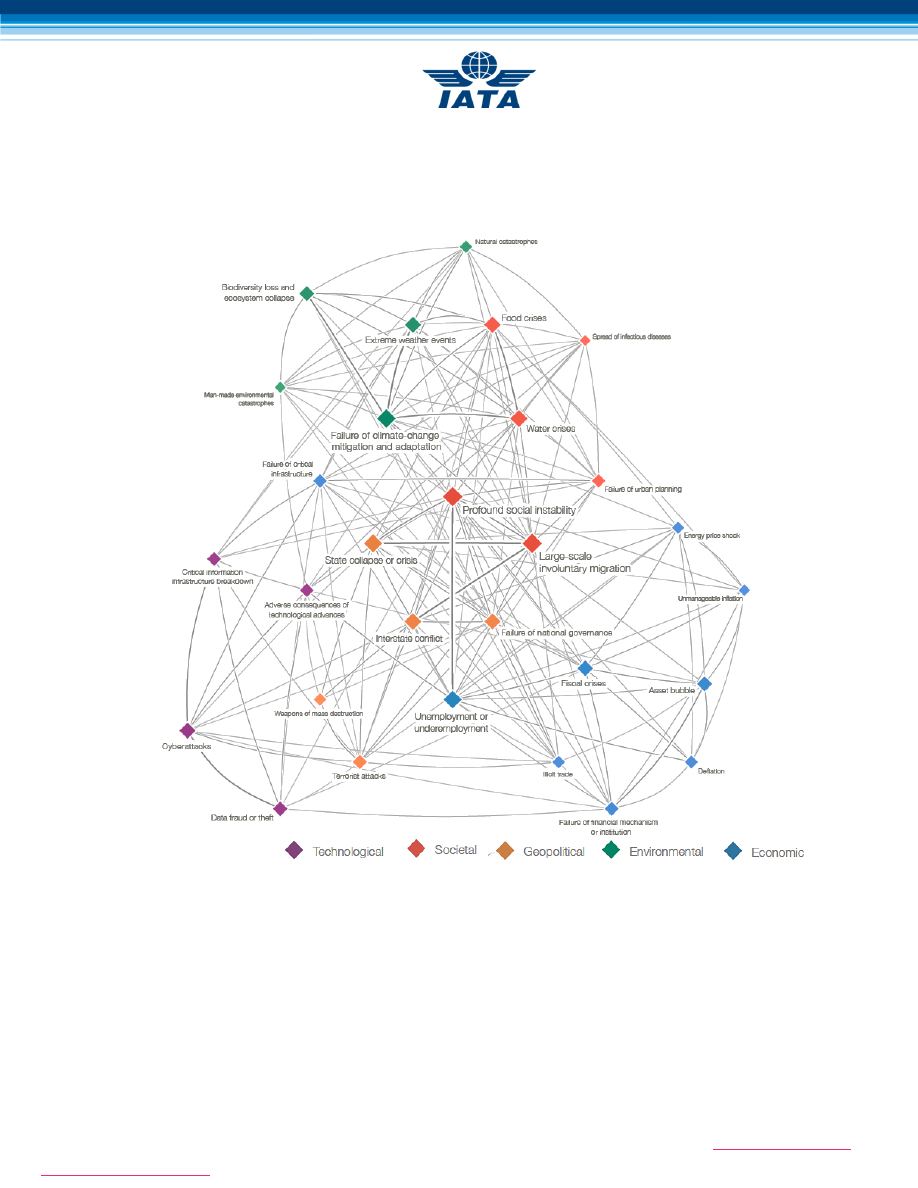 IATA
Natural catastrophes
Biodiversity loss and
ecosystem collapse
Food crises
Extreme weather events
Spread of infectious diseases
Man-made environmental
catastrophes
Water crises
Failure of climate-change
mitigation and adaptation
Failure of critical
infrastructure
Failure of urban planning
Profound social instability
Energy price shock
State collapse or crisis
Large-scale
involuntary migration
Critical information
infrastructure breakdown
Unmanageable inflation
Adverse consequences of
technological advances
Interstate conflict
Failure of national governance
Fiscal crises
Asset bubble
Weapons of mass destruction
Unemployment or
underemployment
Cyberattacks
Terrorist attacks
Illicit trade
Deflation
Data fraud or theft
Failure of financial mechanism
or institution
Technological
Societal
Geopolitical
Environmental
Economic